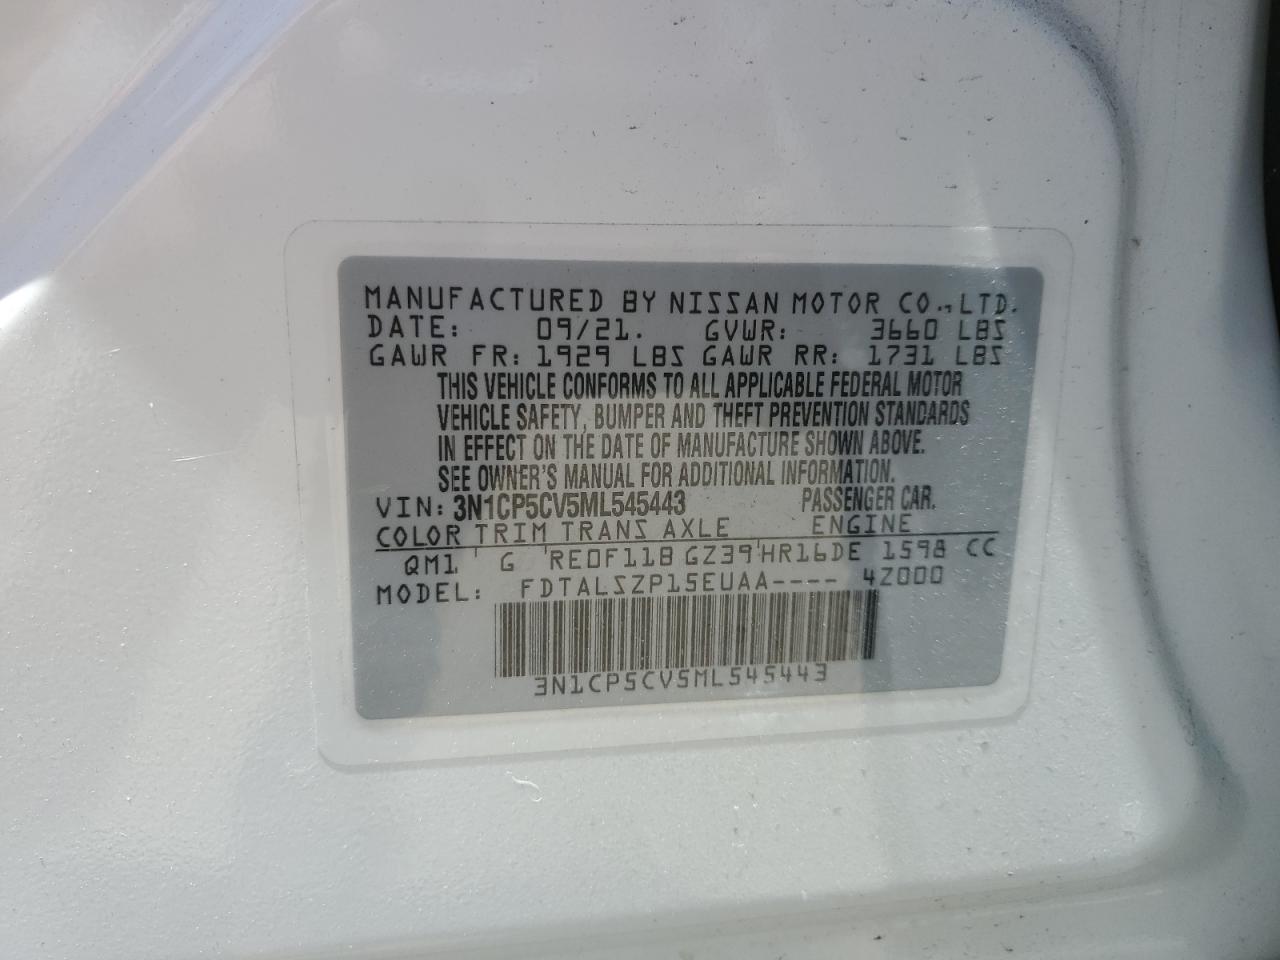 MANUFACTURED BY NISSAN MOTOR CO.,LTD.
DATE: 09/21. GVWR: 3660 LBS
GAWR FR: 1929 LBS GAWR RR: 1731 LBS
THIS VEHICLE CONFORMS TO ALL APPLICABLE FEDERAL MOTOR
VEHICLE SAFETY, BUMPER AND THEFT PREVENTION STANDARDS
IN EFFECT ON THE DATE OF MANUFACTURE SHOWN ABOVE.
SEE OWNER'S MANUAL FOR ADDITIONAL INFORMATION.
VIN: 3N1CP5CV5ML545443 PASSENGER CAR.
COLOR TRIM TRANS AXLE ENGINE
QM1 G RE0F11B GZ39 HR16DE 1598 CC
MODEL: FDTALSZP15EUAA---- 4Z000
3N1CP5CV5ML545443